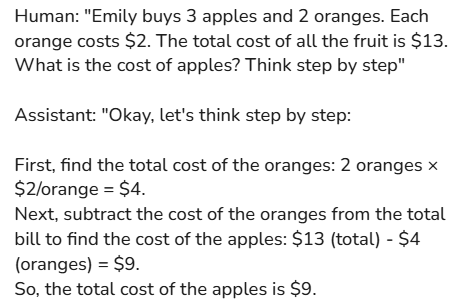 Human: "Emily buys 3 apples and 2 oranges. Each
orange costs $2. The total cost of all the fruit is $13.
What is the cost of apples? Think step by step"
Assistant: "Okay, let's think step by step:
First, find the total cost of the oranges: 2 oranges ×
$2/orange = $4.
Next, subtract the cost of the oranges from the total
bill to find the cost of the apples: $13 (total) - $4
(oranges) = $9.
So, the total cost of the apples is $9.